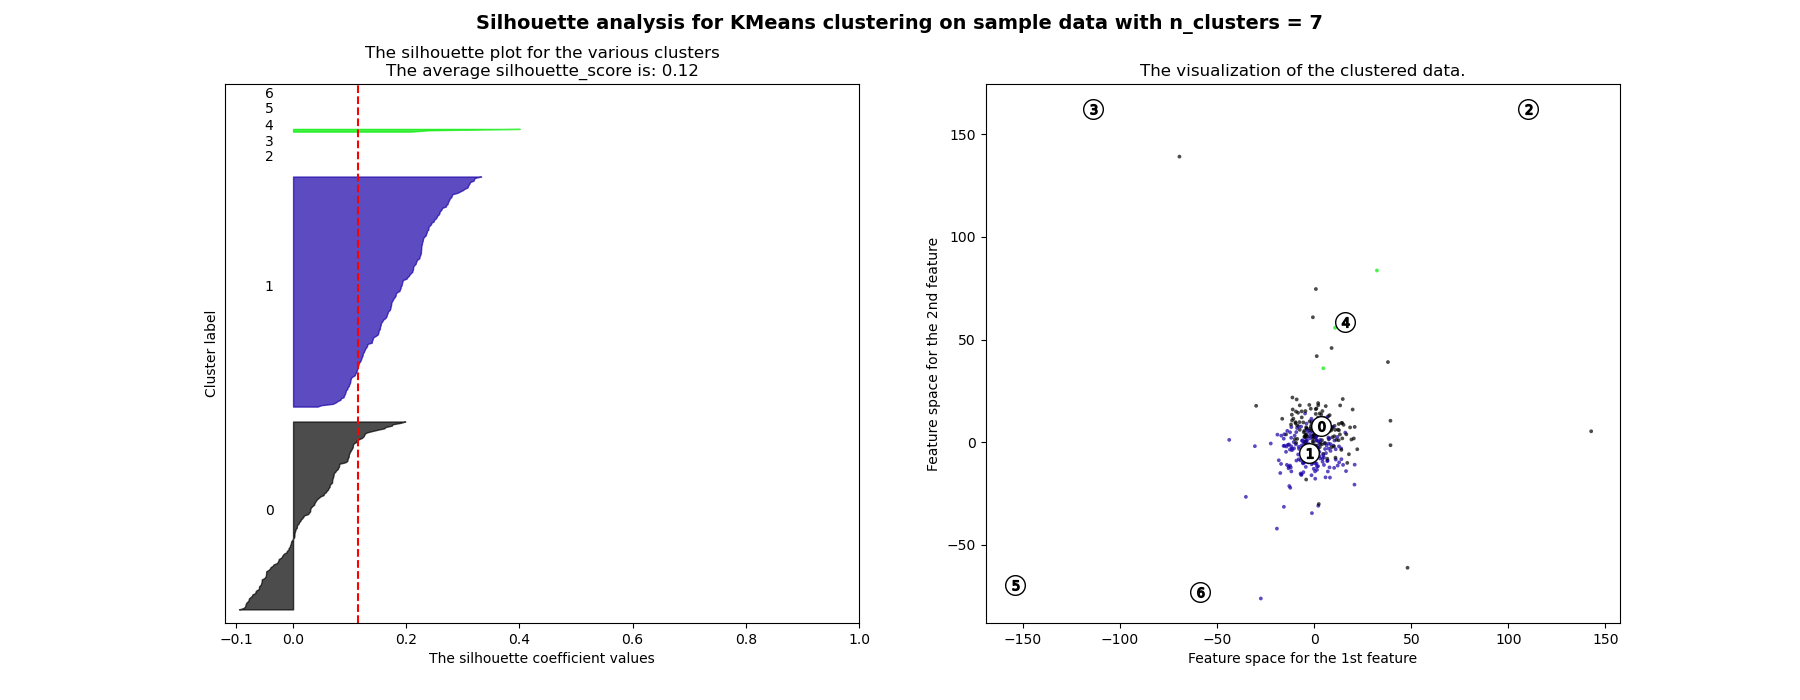 Silhouette analysis for KMeans clustering on sample data with n_clusters = 7
The silhouette plot for the various clusters
The average silhouette_score is: 0.12
6
5
4
3
2
1
0
Cluster label
−0.1 0.0 0.2 0.4 0.6 0.8 1.0
The silhouette coefficient values
The visualization of the clustered data.
3 2
150
100
4
50
0
1
0
−50
5 6
Feature space for the 2nd feature
−150 −100 −50 0 50 100 150
Feature space for the 1st feature